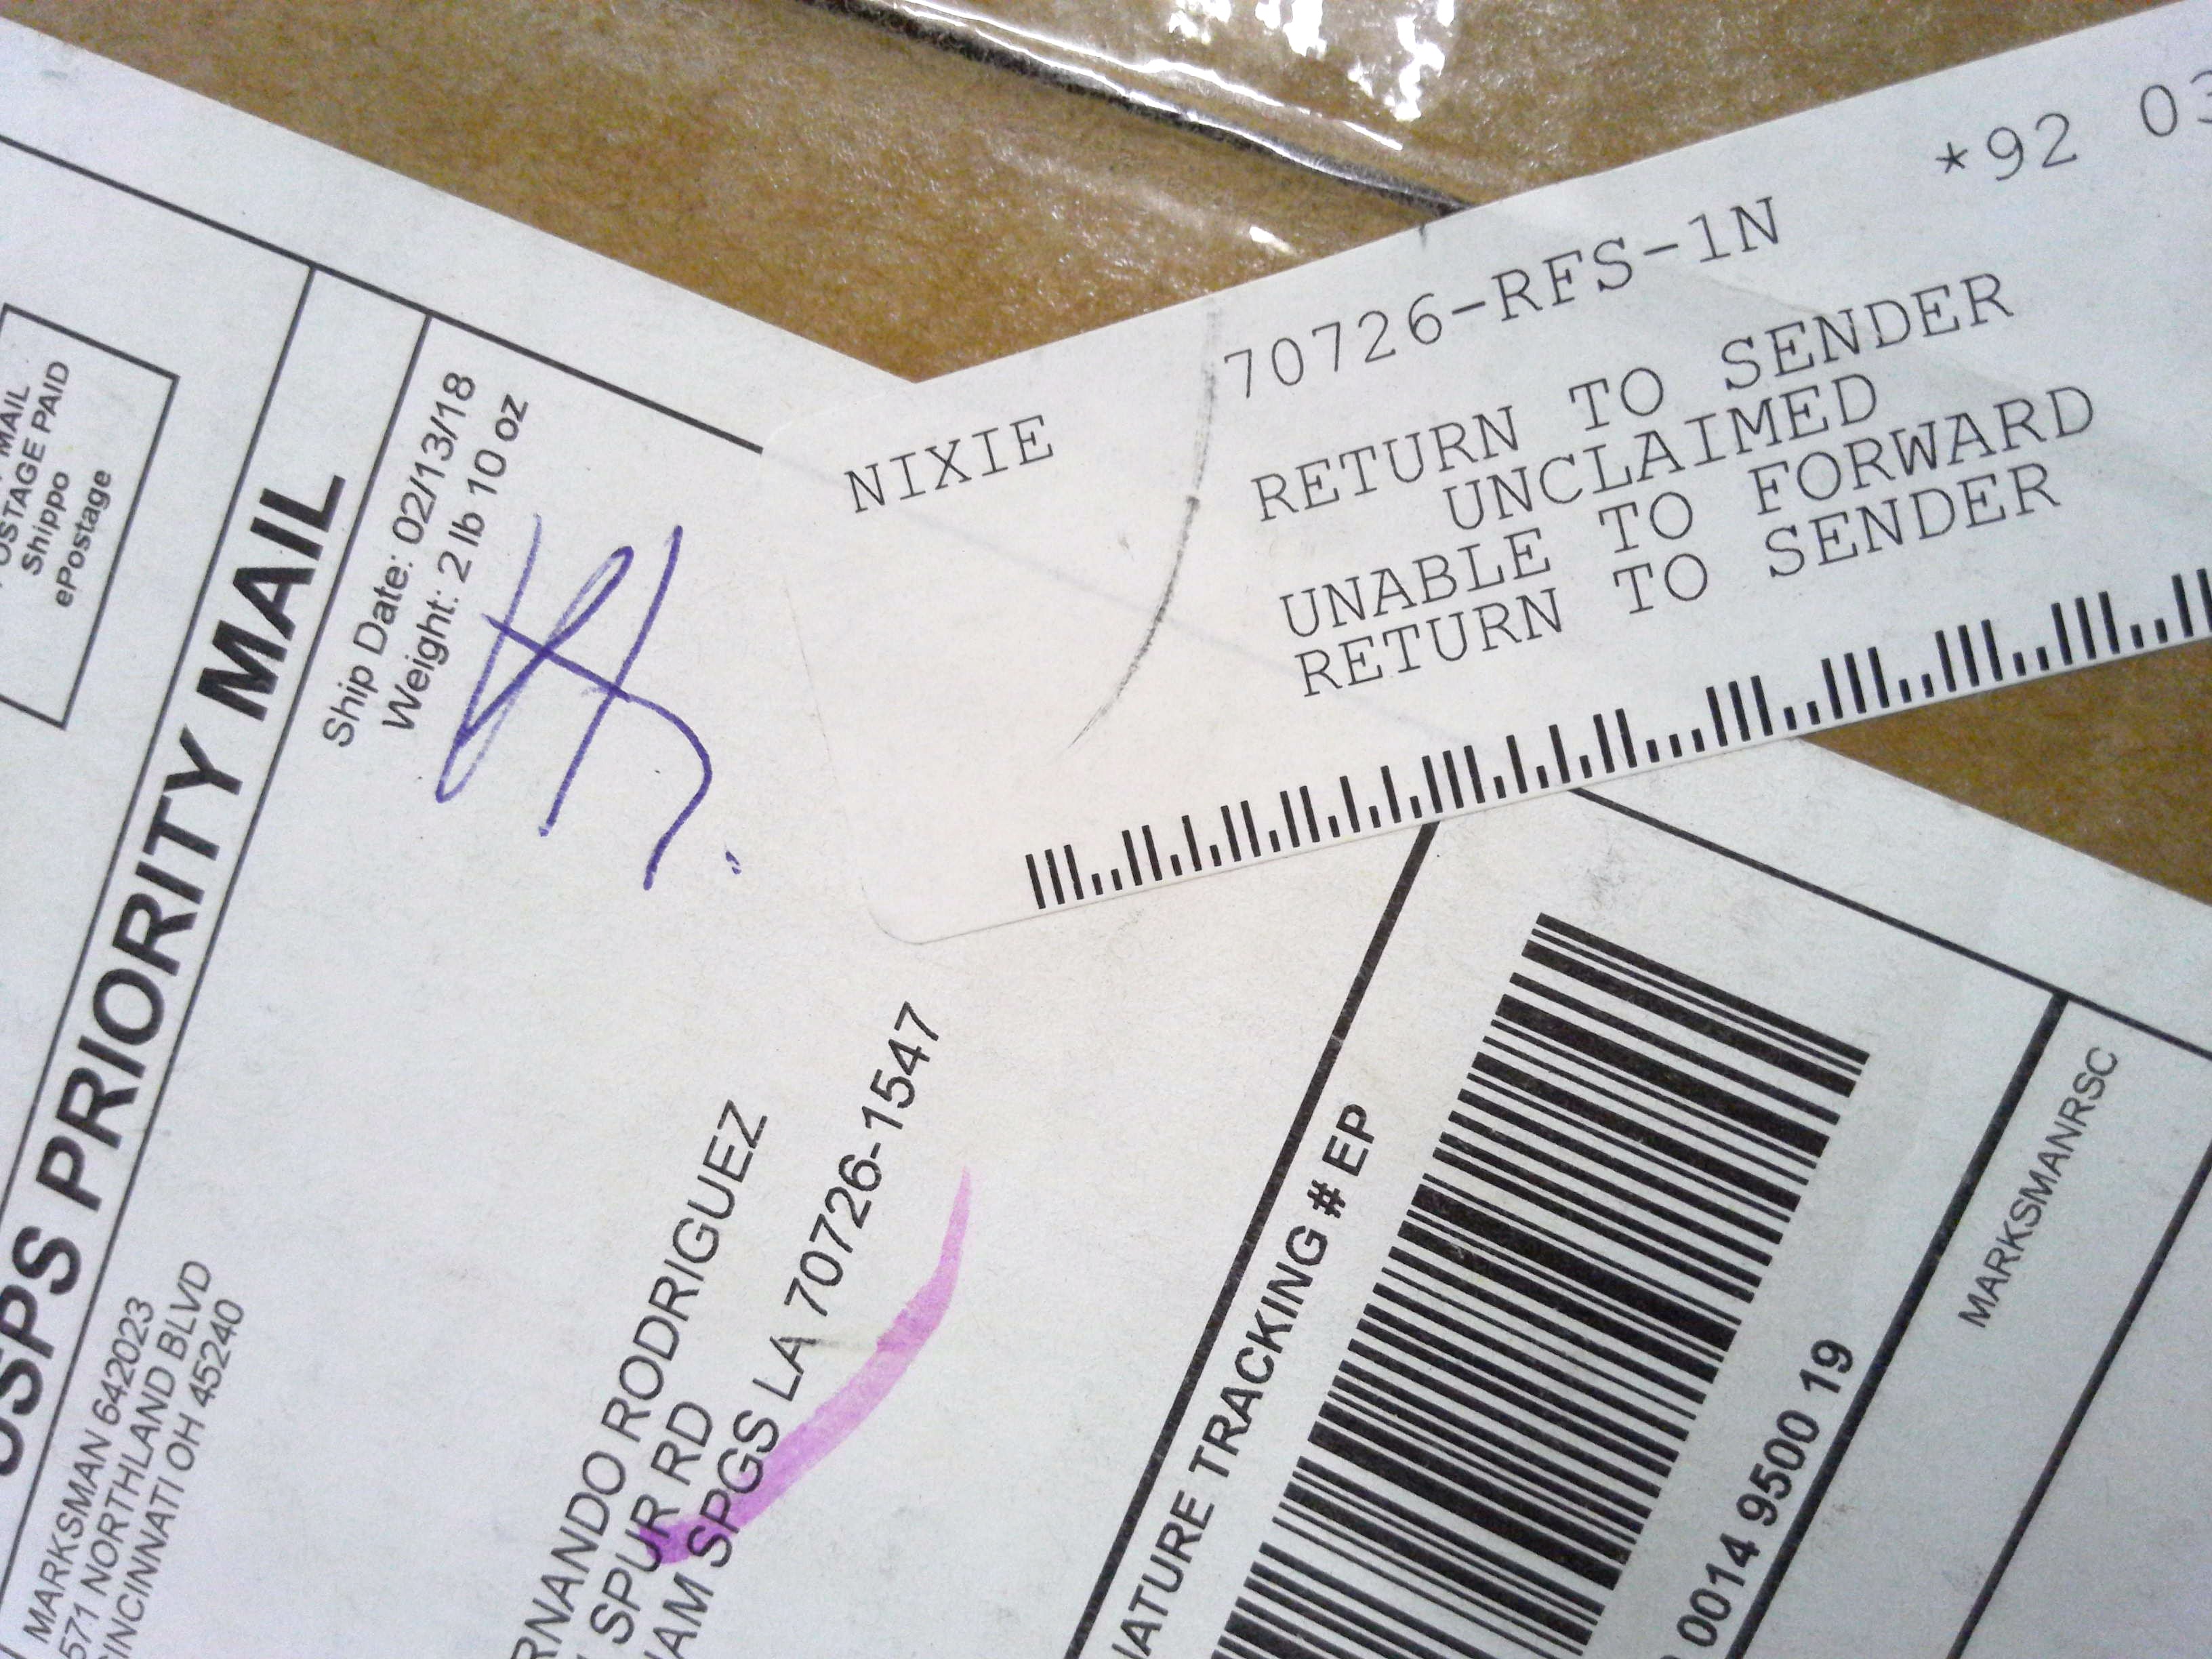 MAIL
POSTAGE PAID
Shippo
ePostage
USPS PRIORITY MAIL
Ship Date: 02/13/18
Weight: 2 lb 10 oz
MARKSMAN 642023
571 NORTHLAND BLVD
CINCINNATI OH 45240
RNANDO RODRIGUEZ
SPUR RD
AM SPGS LA 70726-1547
NIXIE
70726-RFS-1N
*92 03
RETURN TO SENDER
UNCLAIMED
UNABLE TO FORWARD
RETURN TO SENDER
NATURE TRACKING # EP
0014 9500 19
MARKSMANRSC